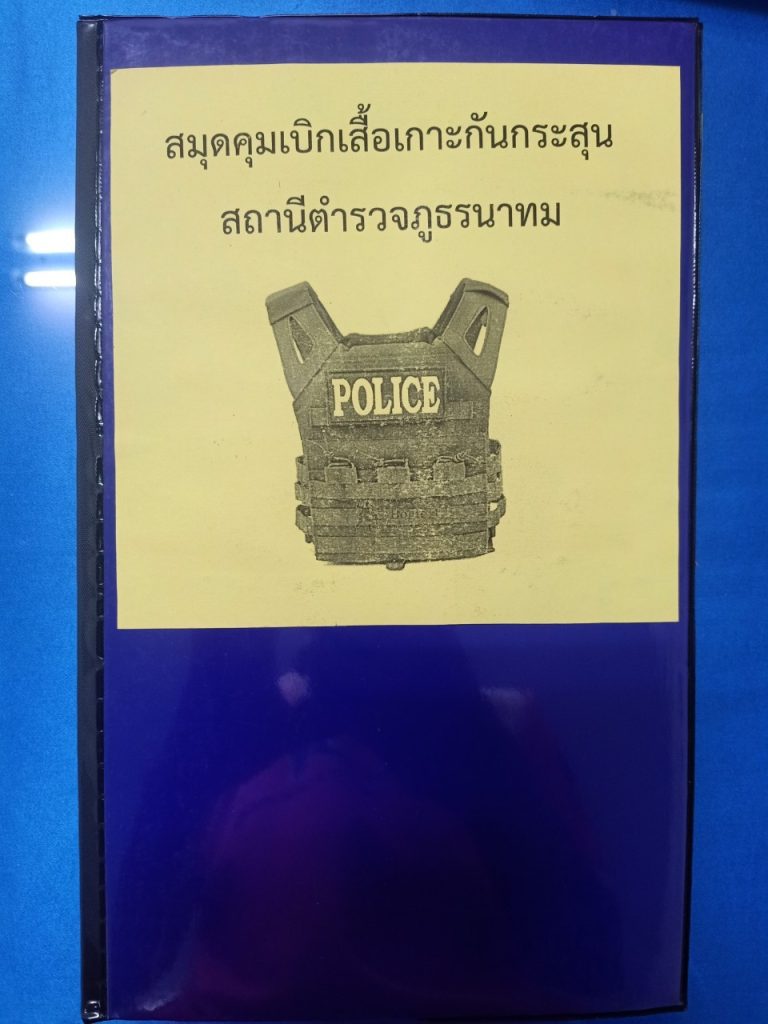 สมุดคุมเบิกเสื้อเกาะกันกระสุน
สถานีตำรวจภูธรนาทม
POLICE